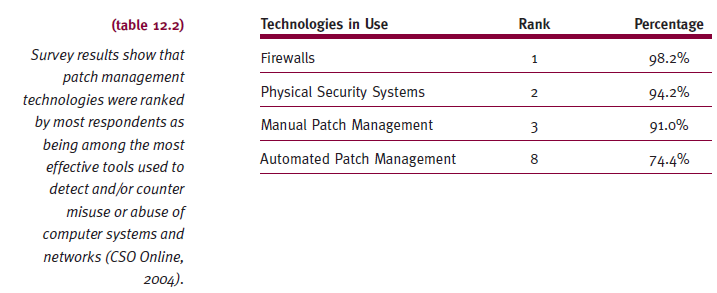 (table 12.2)
Survey results show that
patch management
technologies were ranked
by most respondents as
being among the most
effective tools used to
detect and/or counter
misuse or abuse of
computer systems and
networks (CSO Online,
2004).
Technologies in Use Rank Percentage
Firewalls 1 98.2%
Physical Security Systems 2 94.2%
Manual Patch Management 3 91.0%
Automated Patch Management 8 74.4%